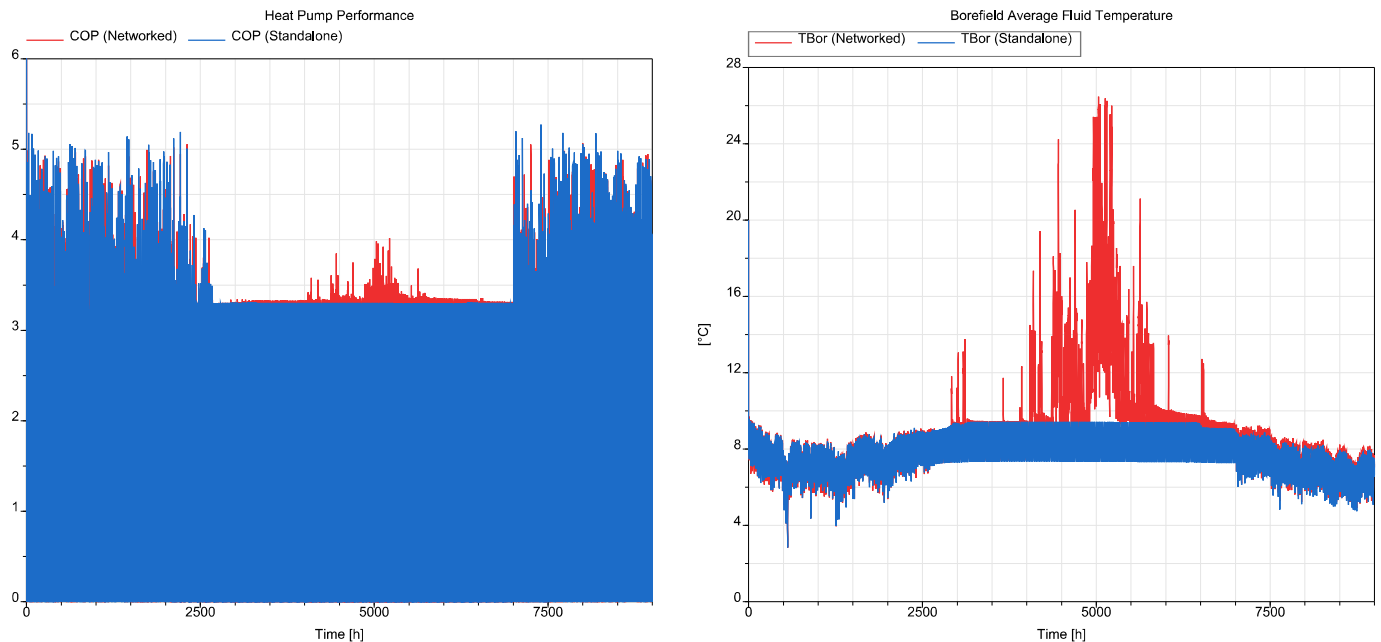 Heat Pump Performance
COP (Networked) COP (Standalone)
6
5
4
3
2
1
0
0 2500 5000 7500
Time [h]
Borefield Average Fluid Temperature
TBor (Networked) TBor (Standalone)
28
24
20
16
12
8
4
0
[°C]
0 2500 5000 7500
Time [h]